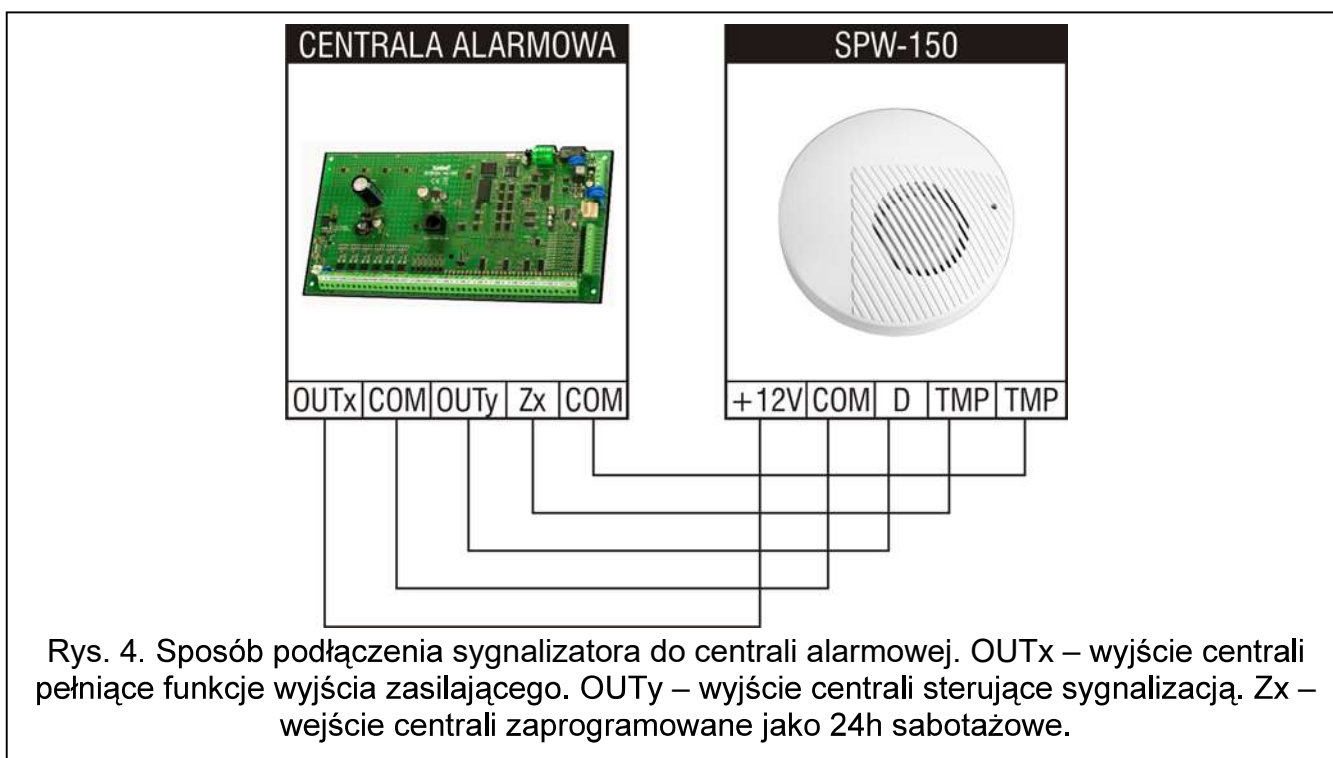 CENTRALA ALARMOWA
SPW-150
OUTx COM OUTy Zx COM
+12V COM D TMP TMP
Rys. 4. Sposób podłączenia sygnalizatora do centrali alarmowej. OUTx – wyjście centrali
pełniące funkcje wyjścia zasilającego. OUTy – wyjście centrali sterujące sygnalizacją. Zx –
wejście centrali zaprogramowane jako 24h sabotażowe.